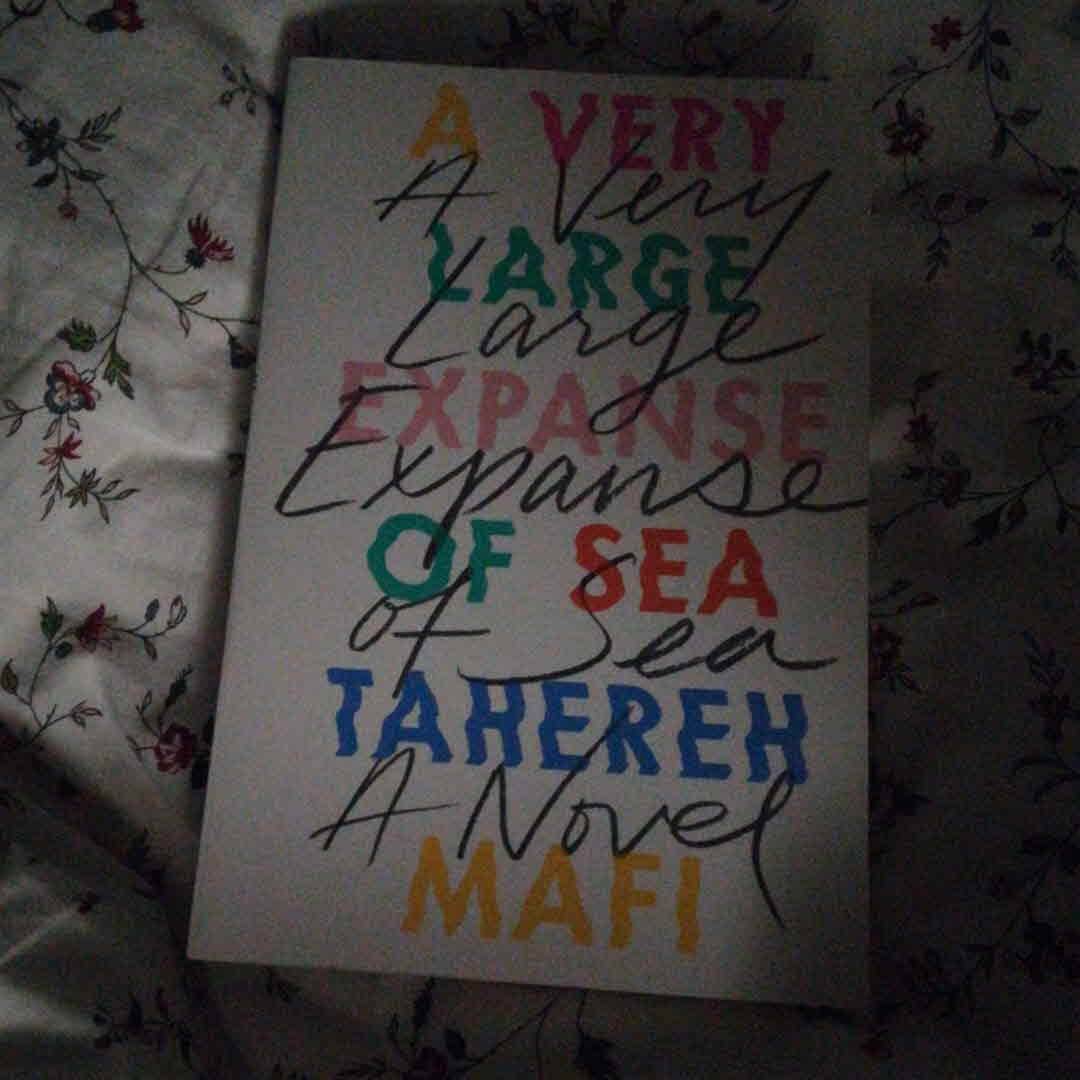 A VERY
A Very
LARGE
Large
EXPANSE
Expanse
OF SEA
of Sea
TAHEREH
A Novel
MAFI